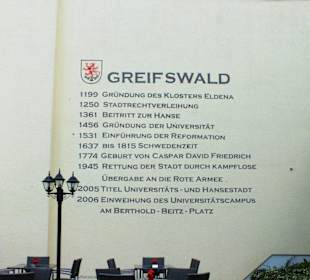 GREIFSWALD
1199 GRÜNDUNG DES KLOSTERS ELDENA
1250 STADTRECHTVERLEIHUNG
1361 BEITRITT ZUR HANSE
1456 GRÜNDUNG DER UNIVERSITÄT
1531 EINFÜHRUNG DER REFORMATION
1637 BIS 1815 SCHWEDENZEIT
1774 GEBURT VON CASPAR DAVID FRIEDRICH
1945 RETTUNG DER STADT DURCH KAMPFLOSE
ÜBERGABE AN DIE ROTE ARMEE
2005 TITEL UNIVERSITÄTS- UND HANSESTADT
2006 EINWEIHUNG DES UNIVERSITÄTSCAMPUS
AM BERTHOLD-BEITZ-PLATZ